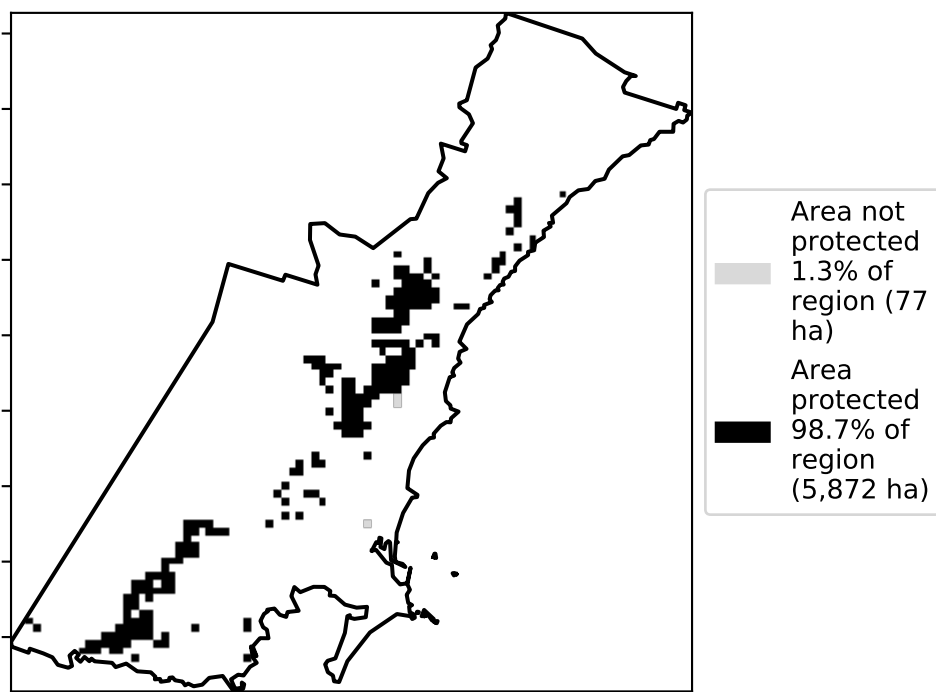 Area not
protected
1.3% of
region (77
ha)
Area
protected
98.7% of
region
(5,872 ha)